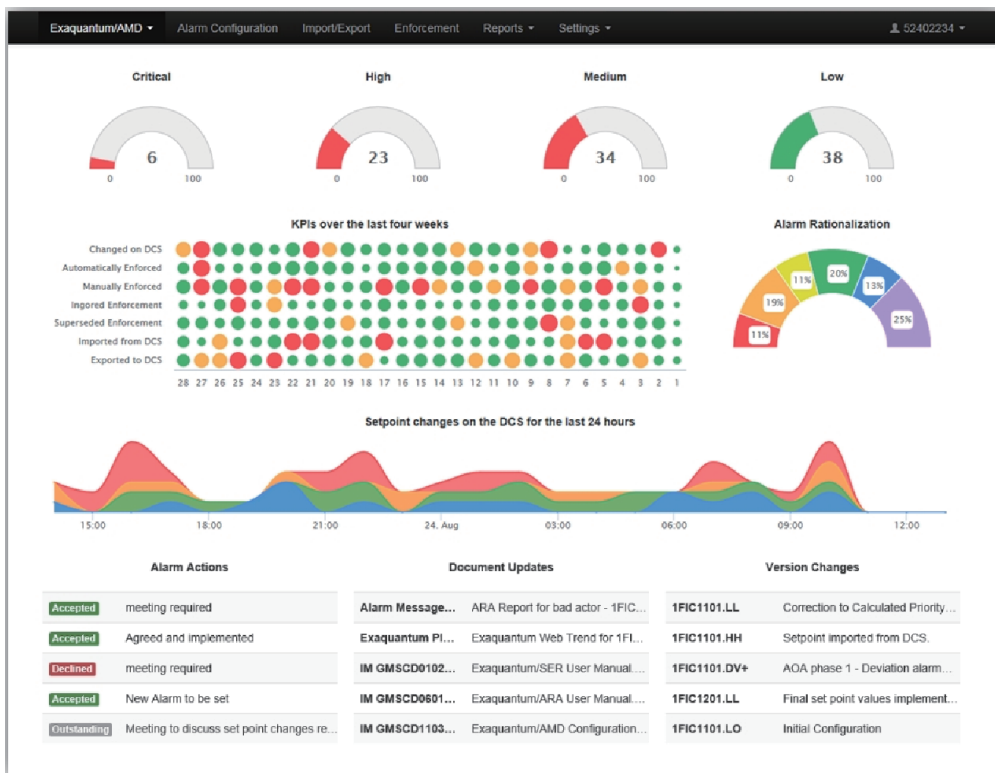 Exaquantum/AMD Alarm Configuration Import/Export Enforcement Reports Settings 52402234
Critical High Medium Low
6 23 34 38
0 100 0 100 0 100 0 100
KPIs over the last four weeks
Changed on DCS
Automatically Enforced
Manually Enforced
Ingored Enforcement
Superseded Enforcement
Imported from DCS
Exported to DCS
28 27 26 25 24 23 22 21 20 19 18 17 16 15 14 13 12 11 10 9 8 7 6 5 4 3 2 1
Alarm Rationalization
11% 19% 11% 20% 13% 25%
Setpoint changes on the DCS for the last 24 hours
15:00 18:00 21:00 24. Aug 03:00 06:00 09:00 12:00
Alarm Actions
Accepted meeting required
Accepted Agreed and implemented
Declined meeting required
Accepted New Alarm to be set
Outstanding Meeting to discuss set point changes re...
Document Updates
Alarm Message... ARA Report for bad actor - 1FIC...
Exaquantum PI... Exaquantum Web Trend for 1FI...
IM GMSCD0102... Exaquantum/SER User Manual....
IM GMSCD0601... Exaquantum/ARA User Manual....
IM GMSCD1103... Exaquantum/AMD Configuration...
Version Changes
1FIC1101.LL Correction to Calculated Priority...
1FIC1101.HH Setpoint imported from DCS.
1FIC1101.DV+ AOA phase 1 - Deviation alarm...
1FIC1201.LL Final set point values implement...
1FIC1101.LO Initial Configuration